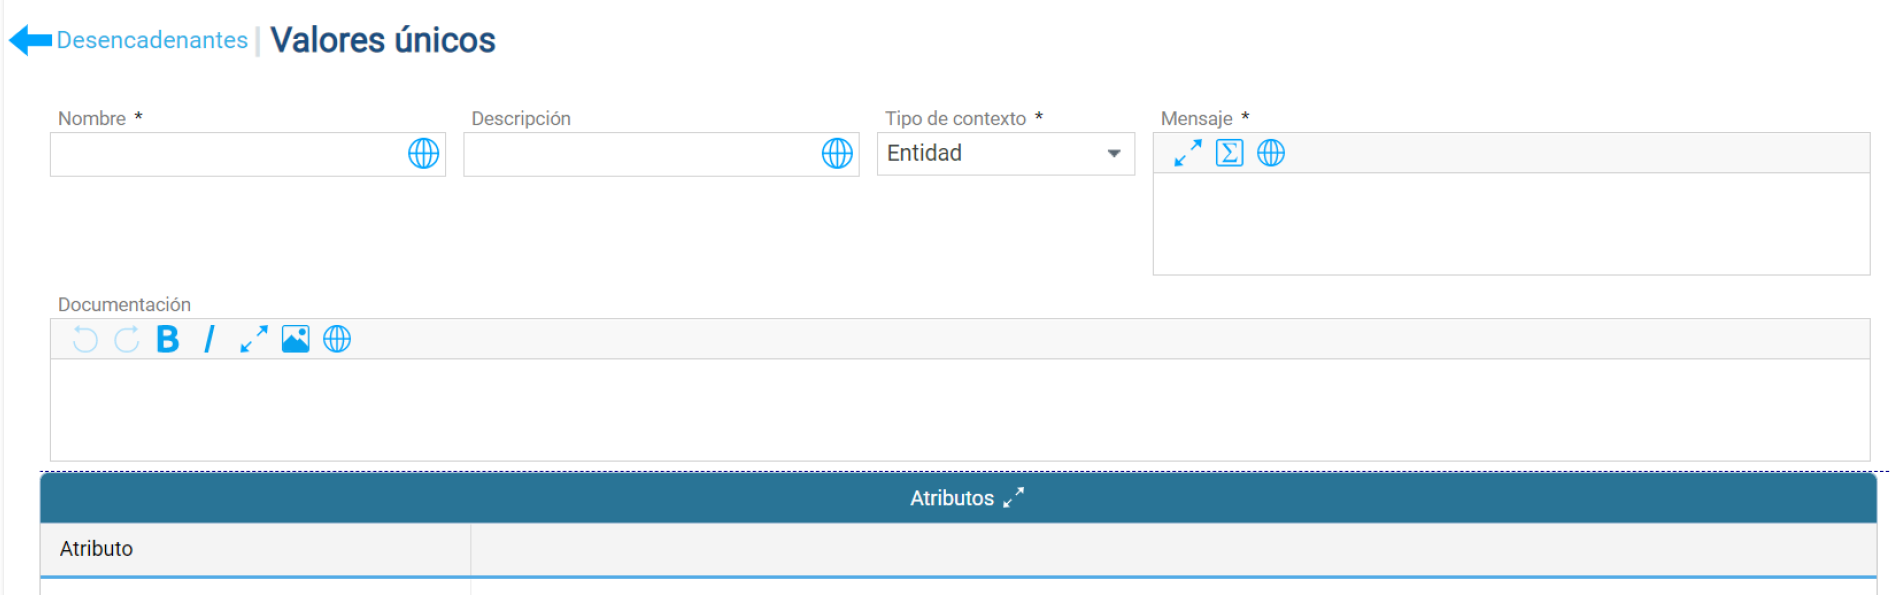 Desencadenantes | Valores únicos
Nombre * Descripción Tipo de contexto * Mensaje *
Entidad
Documentación
B I
Atributos
Atributo